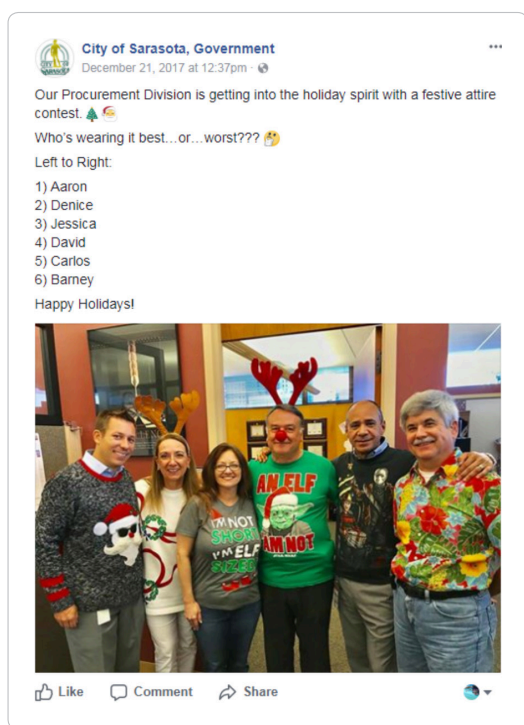 City of Sarasota, Government
December 21, 2017 at 12:37pm ·
Our Procurement Division is getting into the holiday spirit with a festive attire
contest. 🎄🎅
Who's wearing it best…or…worst??? 🤔
Left to Right:
1) Aaron
2) Denice
3) Jessica
4) David
5) Carlos
6) Barney
Happy Holidays!
I'M NOT
SHORT
I'M ELF
SIZED
AN ELF
I AM NOT
Like
Comment
Share